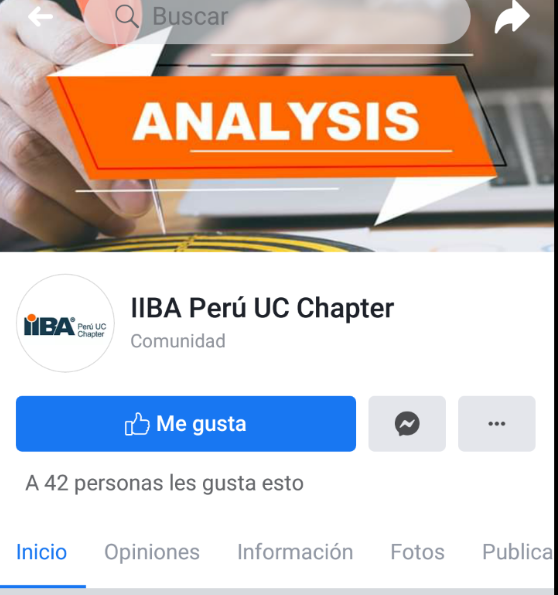 Buscar
ANALYSIS
IIBA® Perú UC
Chapter
IIBA Perú UC Chapter
Comunidad
Me gusta
A 42 personas les gusta esto
Inicio Opiniones Información Fotos Publica